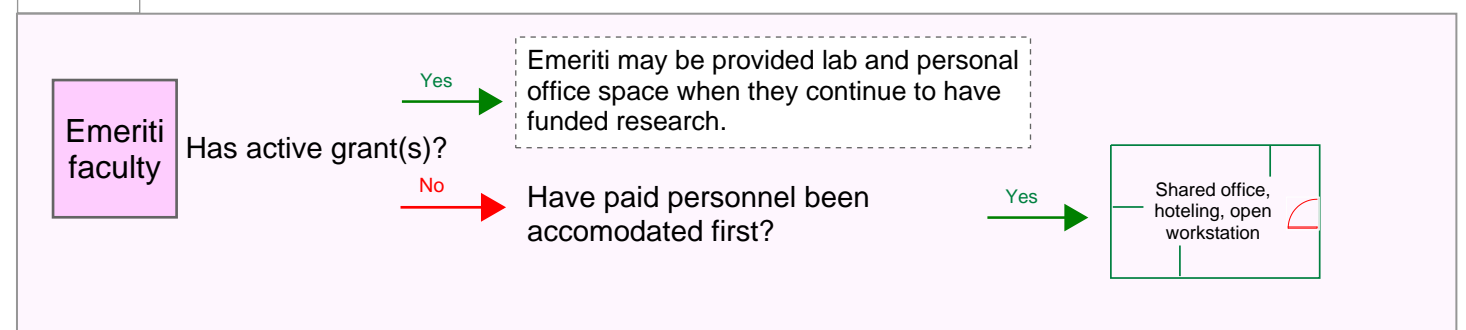 Emeriti
faculty
Has active grant(s)?
Yes
Emeriti may be provided lab and personal
office space when they continue to have
funded research.
No
Have paid personnel been
accomodated first?
Yes
Shared office,
hoteling, open
workstation